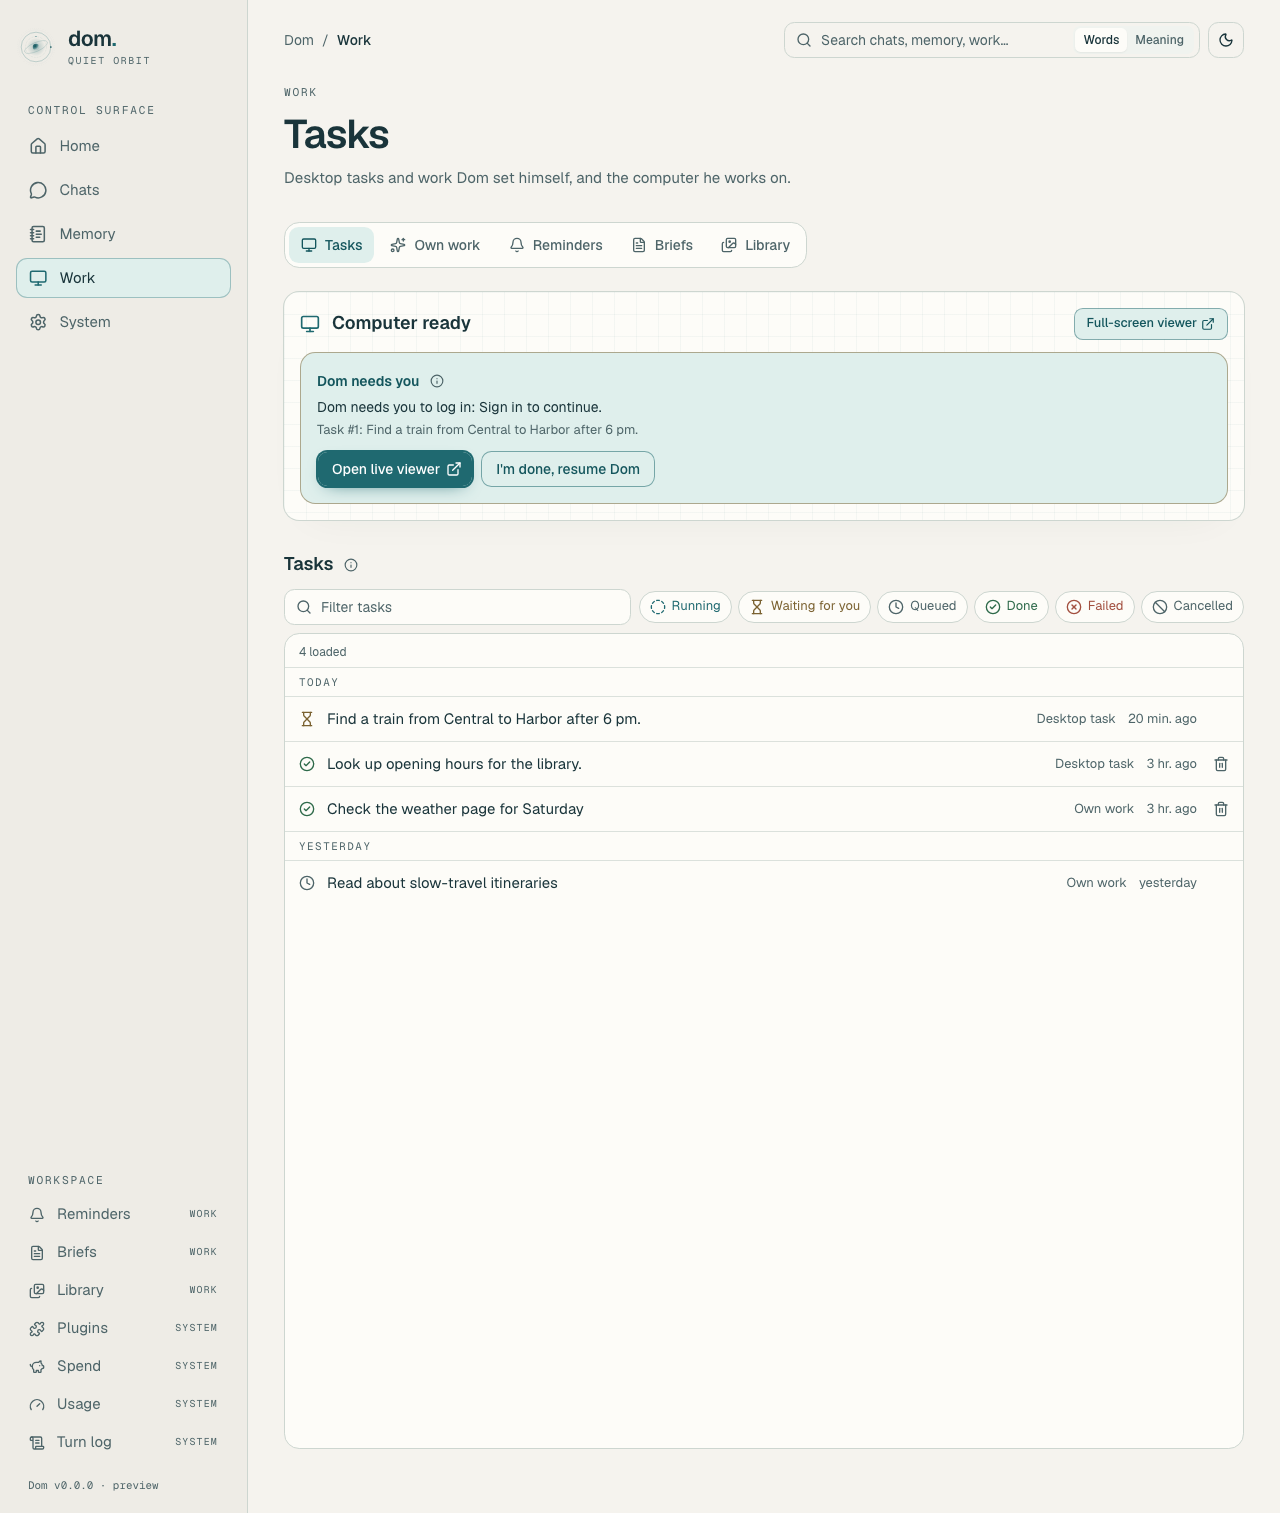 dom.
QUIET ORBIT
CONTROL SURFACE
Home
Chats
Memory
Work
System
WORKSPACE
Reminders WORK
Briefs WORK
Library WORK
Plugins SYSTEM
Spend SYSTEM
Usage SYSTEM
Turn log SYSTEM
Dom v0.0.0 · preview
Dom / Work
Search chats, memory, work…
Words Meaning
WORK
Tasks
Desktop tasks and work Dom set himself, and the computer he works on.
Tasks Own work Reminders Briefs Library
Computer ready
Full-screen viewer
Dom needs you
Dom needs you to log in: Sign in to continue.
Task #1: Find a train from Central to Harbor after 6 pm.
Open live viewer I'm done, resume Dom
Tasks
Filter tasks
Running Waiting for you Queued Done Failed Cancelled
4 loaded
TODAY
Find a train from Central to Harbor after 6 pm. Desktop task 20 min. ago
Look up opening hours for the library. Desktop task 3 hr. ago
Check the weather page for Saturday Own work 3 hr. ago
YESTERDAY
Read about slow-travel itineraries Own work yesterday